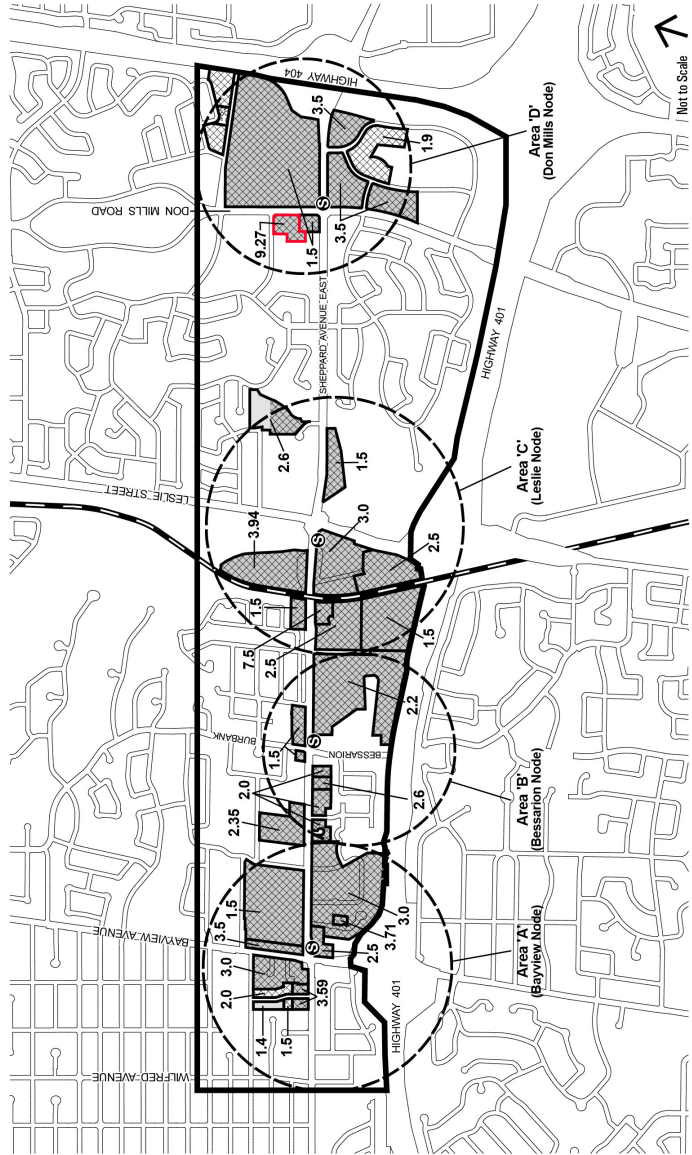 WILFRED AVENUE
BAYVIEW AVENUE
BURBANK
LESLIE STREET
DON MILLS ROAD
HIGHWAY 404
1.4
2.0
3.0
3.5
1.5
2.35
2.0
1.5
7.5
1.5
3.94
2.6
9.27
1.5
3.59
S
S
2.5
S
SHEPPARD AVENUE EAST
1.5
S
3.5
3.5
2.5
3.71
3.0
2.6
BESSARION
2.2
1.5
2.5
3.0
1.5
1.9
HIGHWAY 401
HIGHWAY 401
Area 'A'
(Bayview Node)
Area 'B'
(Bessarion Node)
Area 'C'
(Leslie Node)
Area 'D'
(Don Mills Node)
Not to Scale